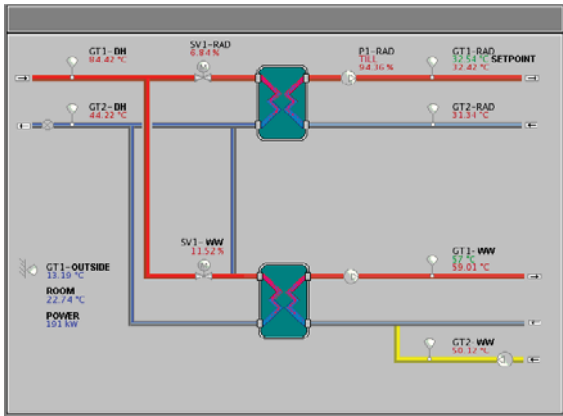 GT1-DH
84.42 °C
SV1-RAD
6.84 %
P1-RAD
TILL
94.36 %
GT1-RAD
32.54 °C SETPOINT
32.42 °C
GT2-DH
44.22 °C
GT2-RAD
31.34 °C
SV1-WW
11.52 %
GT1-WW
57 °C
59.01 °C
GT1-OUTSIDE
13.19 °C
ROOM
22.74 °C
POWER
191 kW
GT2-WW
50.12 °C